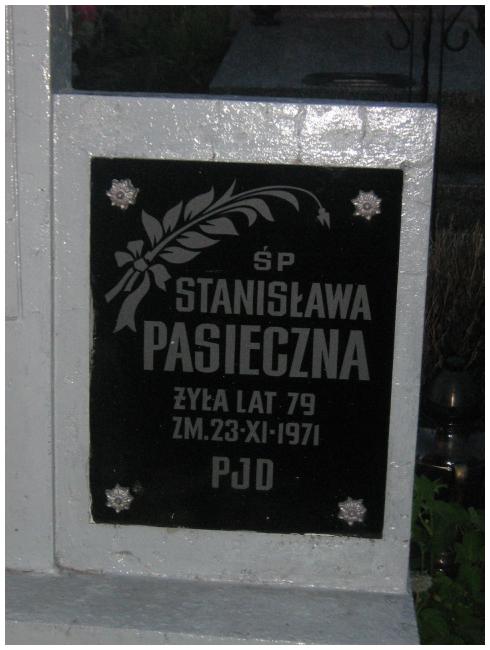 ŚP
STANISŁAWA
PASIECZNA
ŻYŁA LAT 79
ZM. 23-XI-1971
PJD